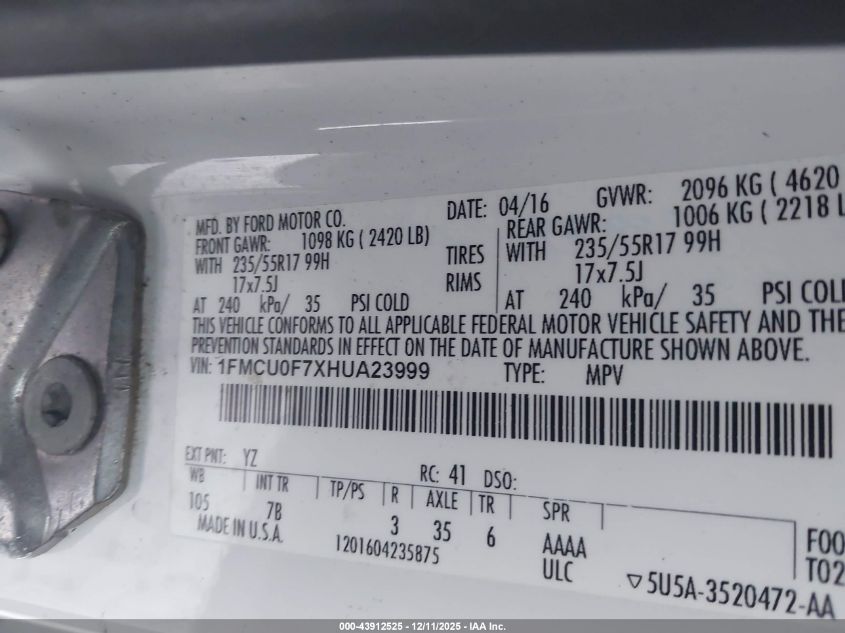 MFD. BY FORD MOTOR CO. DATE: 04/16 GVWR: 2096 KG ( 4620
FRONT GAWR: 1098 KG ( 2420 LB) REAR GAWR: 1006 KG ( 2218 L
WITH 235/55R17 99H TIRES WITH 235/55R17 99H
17x7.5J RIMS 17x7.5J
AT 240 kPa/ 35 PSI COLD AT 240 kPa/ 35 PSI COL
THIS VEHICLE CONFORMS TO ALL APPLICABLE FEDERAL MOTOR VEHICLE SAFETY AND THE
PREVENTION STANDARDS IN EFFECT ON THE DATE OF MANUFACTURE SHOWN ABOVE.
VIN: 1FMCU0F7XHUA23999 TYPE: MPV
EXT PNT: YZ RC: 41 DSO:
WB INT TR TP/PS R AXLE TR SPR
105 7B 3 35 6 AAAA
MADE IN U.S.A. 1201604235875 ULC
F00
T02
▽5U5A-3520472-AA
000-43912525 - 12/11/2025 - IAA Inc.